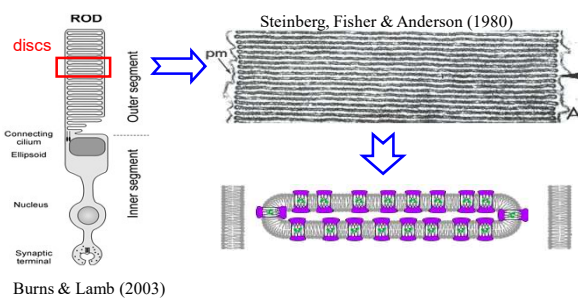 ROD
discs
Outer segment
Connecting
cilium
Ellipsoid
Inner segment
Nucleus
Synaptic
terminal
Burns & Lamb (2003)
Steinberg, Fisher & Anderson (1980)
pm
A